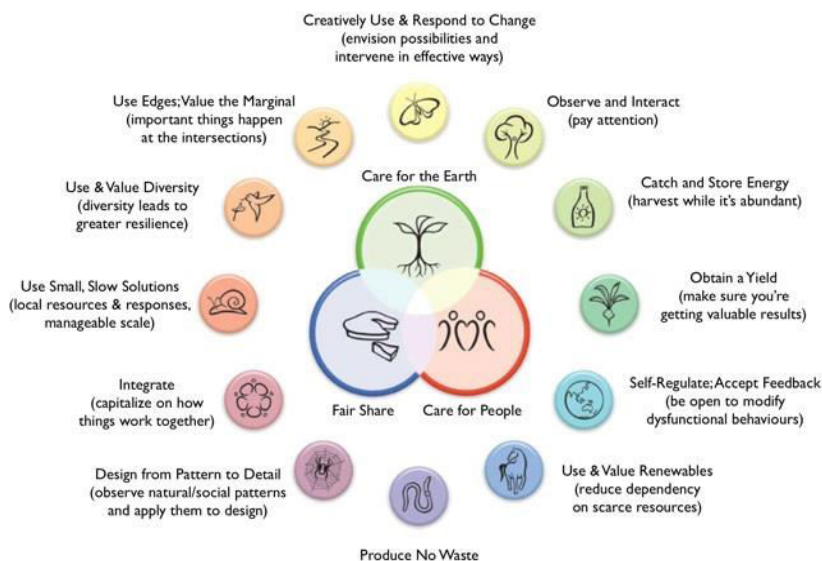 Creatively Use & Respond to Change
(envision possibilities and
intervene in effective ways)
Use Edges; Value the Marginal
(important things happen
at the intersections)
Observe and Interact
(pay attention)
Care for the Earth
Use & Value Diversity
(diversity leads to
greater resilience)
Catch and Store Energy
(harvest while it's abundant)
Use Small, Slow Solutions
(local resources & responses,
manageable scale)
Obtain a Yield
(make sure you're
getting valuable results)
Integrate
(capitalize on how
things work together)
Fair Share
Care for People
Self-Regulate; Accept Feedback
(be open to modify
dysfunctional behaviours)
Design from Pattern to Detail
(observe natural/social patterns
and apply them to design)
Use & Value Renewables
(reduce dependency
on scarce resources)
Produce No Waste